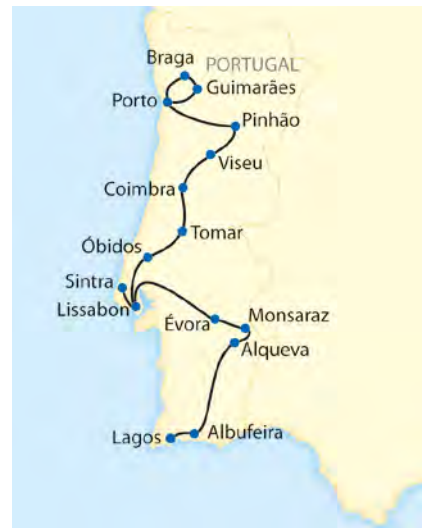 Braga
PORTUGAL
Guimarães
Porto
Pinhão
Viseu
Coimbra
Tomar
Óbidos
Sintra
Lissabon
Évora
Monsaraz
Alqueva
Lagos
Albufeira